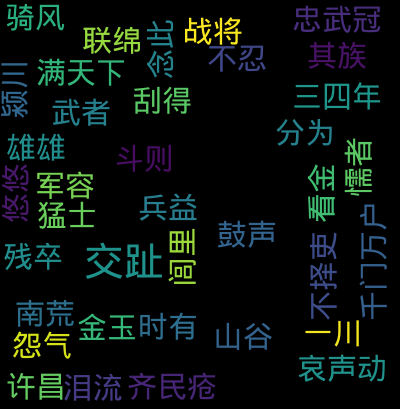 骑风
联绵
念此
战将
忠武冠
不忍
其族
满天下
颍川
刮得
武者
三四年
分为
雄雄
斗则
懦者
悠悠
军容
看金
猛士
兵益
千门万户
鼓声
闾里
不择吏
残卒
交趾
南荒
金玉
时有
山谷
一川
怨气
哀声动
许昌
泪流
齐民疮